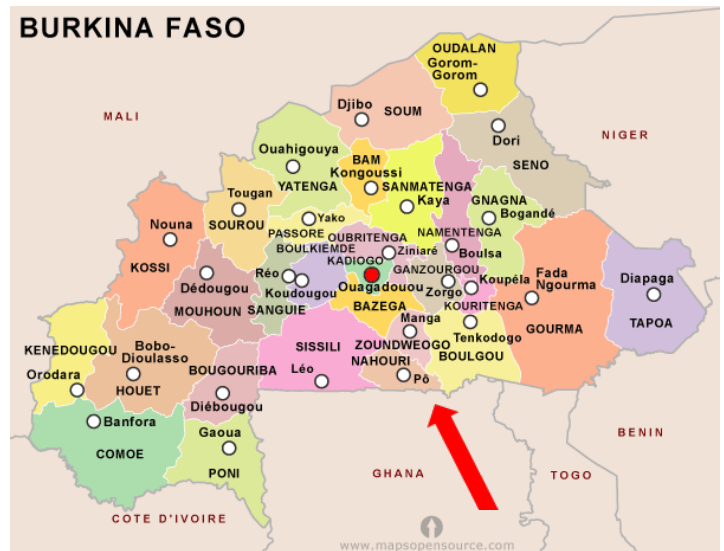 BURKINA FASO
OUDALAN
Gorom-
Gorom
Djibo
SOUM
MALI
NIGER
Dori
SENO
Ouahigouya
YATENGA
BAM
Kongoussi
SANMATENGA
Kaya
GNAGNA
Bogandé
Tougan
SOUROU
Yako
PASSORE
Nouna
KOSSI
OUBRITENGA
Ziniaré
NAMENTENGA
Boulsa
BOULKIEMDE
KADIOGO
GANZOURGOU
Koupéla
Fada
Ngourma
Diapaga
TAPOA
Dédougou
MOUHOUN
Réo
Koudougou
SANGUIE
Ouagadouou
Zorgo
BAZEGA
KOURITENGA
GOURMA
Manga
Tenkodogo
ZOUNDWEOGO
BOULGOU
KENEDOUGOU
Bobo-
Dioulasso
Orodara
HOUET
BOUGOURIBA
Diébougou
SISSILI
Léo
NAHOURI
Pô
Banfora
COMOE
Gaoua
PONI
BENIN
GHANA
TOGO
COTE D'IVOIRE
www.mapsopensource.com